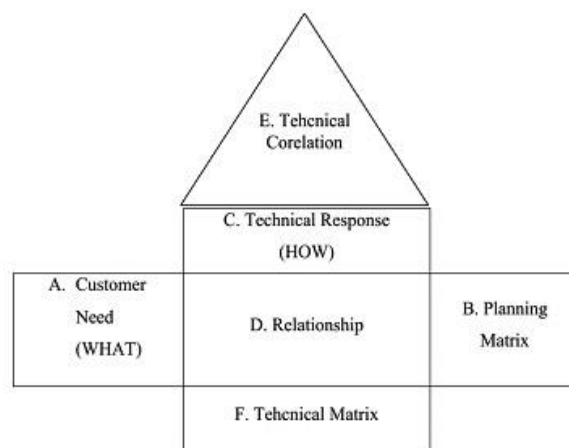 E. Tehcnical
Corelation
C. Technical Response
(HOW)
A. Customer
Need
(WHAT)
D. Relationship
B. Planning
Matrix
F. Tehcnical Matrix